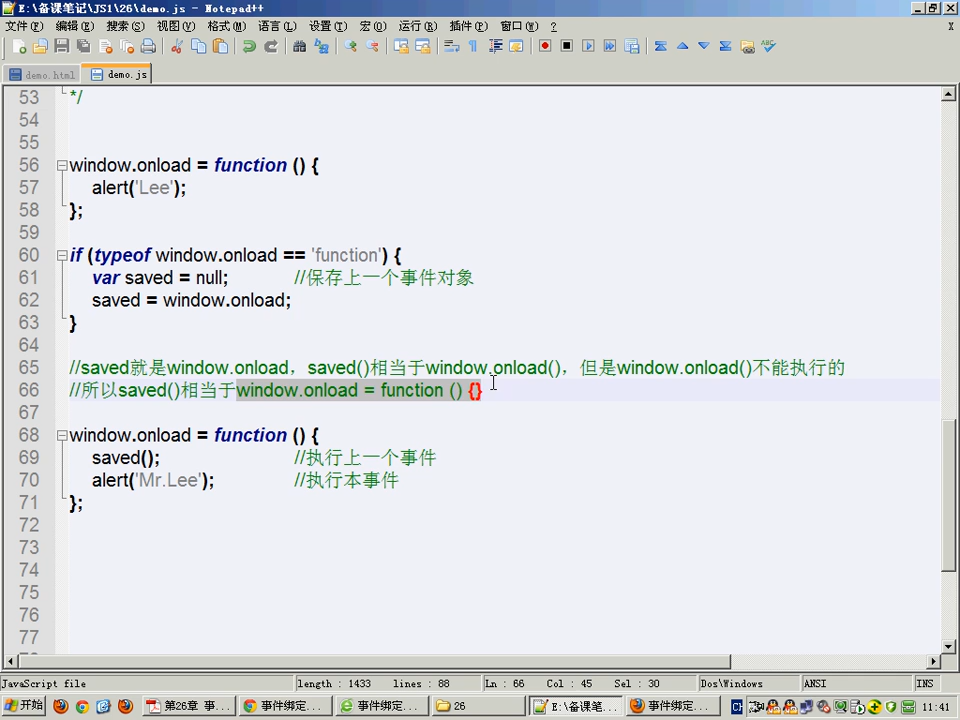 E:\备课笔记\JS1\26\demo.js - Notepad++
文件(F) 编辑(E) 搜索(S) 视图(V) 格式(M) 语言(L) 设置(T) 宏(O) 运行(R) 插件(P) 窗口(W) ?
X
demo.html demo.js
53 */
54
55
56 window.onload = function () {
57 alert('Lee');
58 };
59
60 if (typeof window.onload == 'function') {
61 var saved = null; //保存上一个事件对象
62 saved = window.onload;
63 }
64
65 //saved就是window.onload，saved()相当于window.onload()，但是window.onload()不能执行的
66 //所以saved()相当于window.onload = function () {}
67
68 window.onload = function () {
69 saved(); //执行上一个事件
70 alert('Mr.Lee'); //执行本事件
71 };
72
73
74
75
76
77
JavaScript file length : 1433 lines : 88 Ln : 66 Col : 45 Sel : 30 Dos\Windows ANSI INS
开始 第26章 事... 事件绑定... 事件绑定... 26 E:\备课笔... 事件绑定... CH 11:41